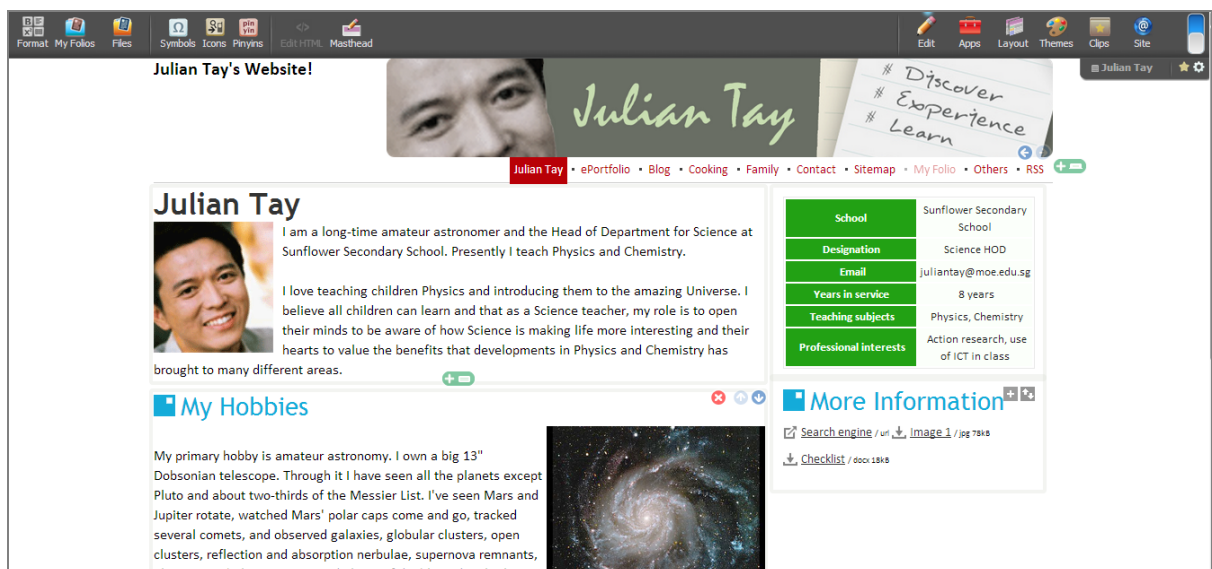 Format My Folios Files Symbols Icons Pinyins Edit HTML Masthead Edit Apps Layout Themes Clips Site
pin
yin
Julian Tay
Julian Tay's Website!
Julian Tay
# Discover
# Experience
# Learn
Julian Tay • ePortfolio • Blog • Cooking • Family • Contact • Sitemap • My Folio • Others • RSS
Julian Tay
I am a long-time amateur astronomer and the Head of Department for Science at
Sunflower Secondary School. Presently I teach Physics and Chemistry.
I love teaching children Physics and introducing them to the amazing Universe. I
believe all children can learn and that as a Science teacher, my role is to open
their minds to be aware of how Science is making life more interesting and their
hearts to value the benefits that developments in Physics and Chemistry has
brought to many different areas.
School Sunflower Secondary
School
Designation Science HOD
Email juliantay@moe.edu.sg
Years in service 8 years
Teaching subjects Physics, Chemistry
Professional interests Action research, use
of ICT in class
My Hobbies
My primary hobby is amateur astronomy. I own a big 13"
Dobsonian telescope. Through it I have seen all the planets except
Pluto and about two-thirds of the Messier List. I've seen Mars and
Jupiter rotate, watched Mars' polar caps come and go, tracked
several comets, and observed galaxies, globular clusters, open
clusters, reflection and absorption nerbulae, supernova remnants,
More Information
Search engine / url Image 1 / jpg 78kB
Checklist / docx 18kB